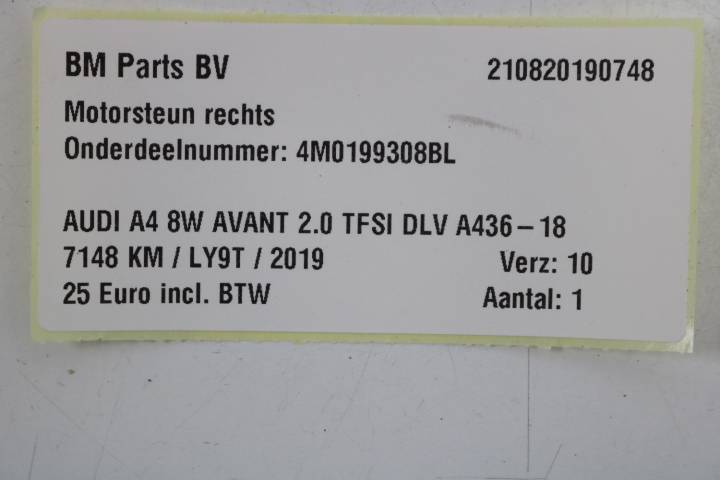 BM Parts BV 210820190748
Motorsteun rechts
Onderdeelnummer: 4M0199308BL
AUDI A4 8W AVANT 2.0 TFSI DLV A436-18
7148 KM / LY9T / 2019 Verz: 10
25 Euro incl. BTW Aantal: 1